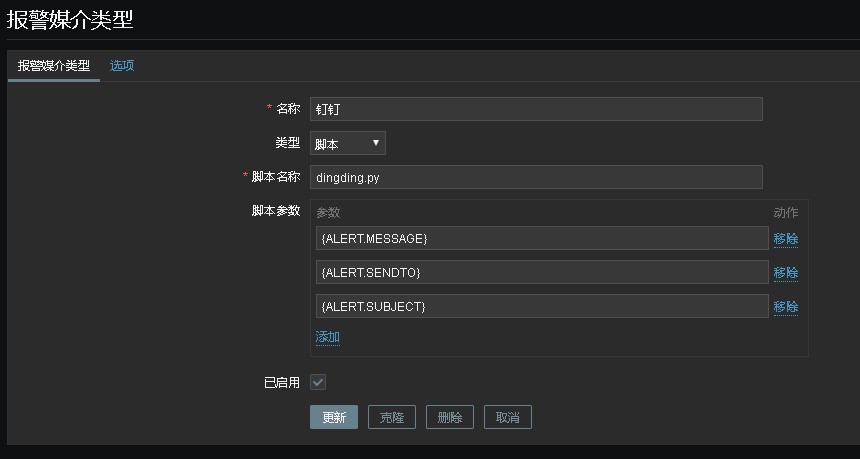 报警媒介类型
报警媒介类型 选项
* 名称 钉钉
类型 脚本
* 脚本名称 dingding.py
脚本参数 参数 动作
{ALERT.MESSAGE} 移除
{ALERT.SENDTO} 移除
{ALERT.SUBJECT} 移除
添加
已启用
更新 克隆 删除 取消